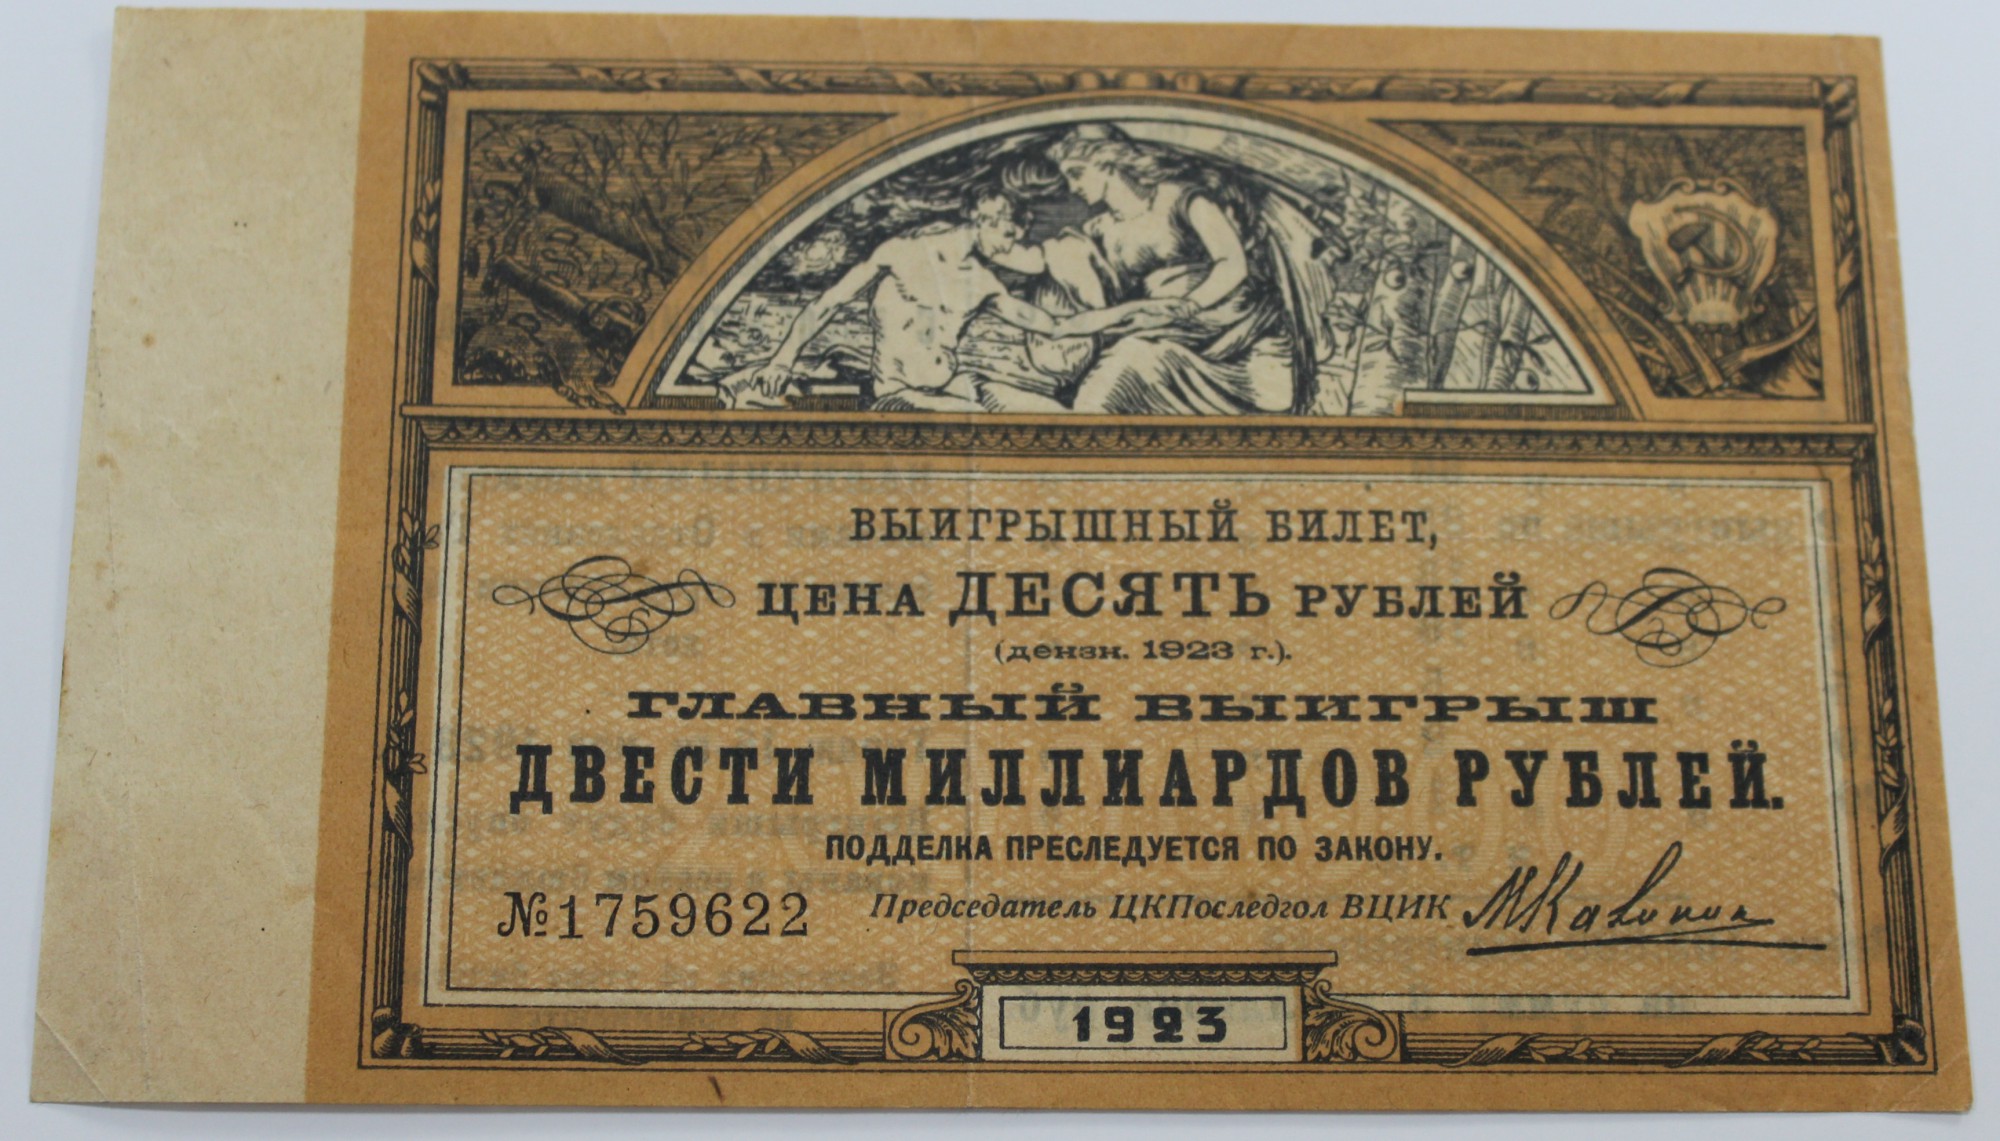 ВЫИГРЫШНЫЙ БИЛЕТ,
ЦЕНА ДЕСЯТЬ РУБЛЕЙ
(дензн. 1923 г.).
ГЛАВНЫЙ ВЫИГРЫШ
ДВЕСТИ МИЛЛИАРДОВ РУБЛЕЙ.
ПОДДЕЛКА ПРЕСЛЕДУЕТСЯ ПО ЗАКОНУ.
№1759622 Председатель ЦКПоследгол ВЦИК МКалинин
1923